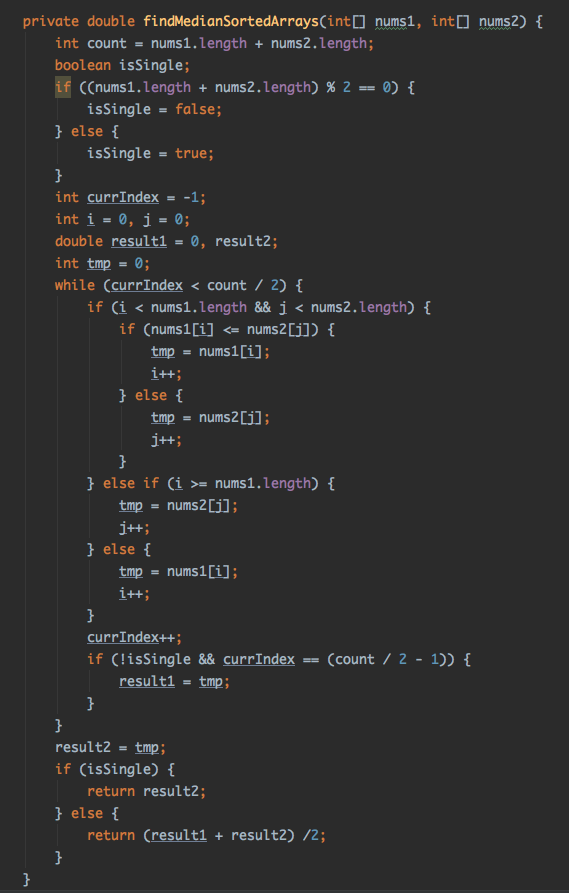 private double findMedianSortedArrays(int[] nums1, int[] nums2) {
    int count = nums1.length + nums2.length;
    boolean isSingle;
    if ((nums1.length + nums2.length) % 2 == 0) {
        isSingle = false;
    } else {
        isSingle = true;
    }
    int currIndex = -1;
    int i = 0, j = 0;
    double result1 = 0, result2;
    int tmp = 0;
    while (currIndex < count / 2) {
        if (i < nums1.length && j < nums2.length) {
            if (nums1[i] <= nums2[j]) {
                tmp = nums1[i];
                i++;
            } else {
                tmp = nums2[j];
                j++;
            }
        } else if (i >= nums1.length) {
            tmp = nums2[j];
            j++;
        } else {
            tmp = nums1[i];
            i++;
        }
        currIndex++;
        if (!isSingle && currIndex == (count / 2 - 1)) {
            result1 = tmp;
        }
    }
    result2 = tmp;
    if (isSingle) {
        return result2;
    } else {
        return (result1 + result2) /2;
    }
}